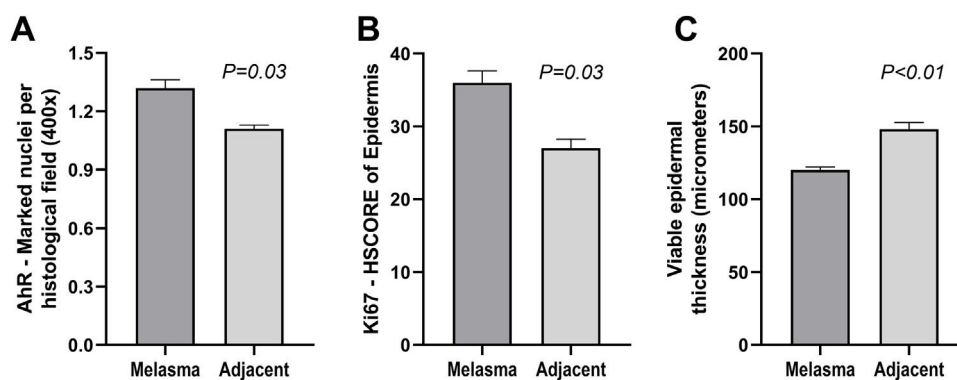 A
AhR - Marked nuclei per
histological field (400x)
1.5
1.2
0.9
0.6
0.3
0.0
P=0.03
Melasma Adjacent
B
Ki67 - HSCORE of Epidermis
40
30
20
10
0
P=0.03
Melasma Adjacent
C
Viable epidermal
thickness (micrometers)
200
150
100
50
0
P<0.01
Melasma Adjacent